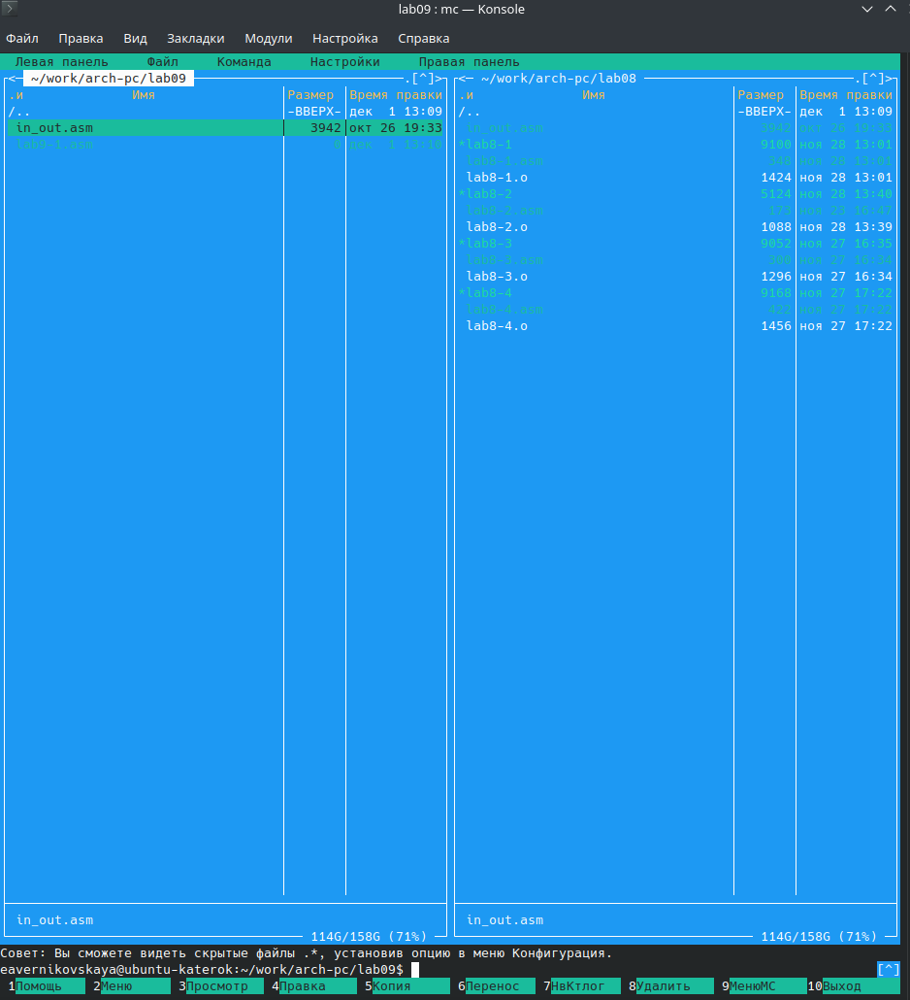 lab09 : mc — Konsole
Файл Правка Вид Закладки Модули Настройка Справка
Левая панель Файл Команда Настройки Правая панель
<─ ~/work/arch-pc/lab09 .[^]>
.и Имя Размер Время правки
/.. -ВВЕРХ- дек 1 13:09
in_out.asm 3942 окт 26 19:33
lab9-1.asm 0 дек 1 13:10
in_out.asm
114G/158G (71%)
<─ ~/work/arch-pc/lab08 .[^]>
.и Имя Размер Время правки
/.. -ВВЕРХ- дек 1 13:09
in_out.asm 3942 окт 26 19:33
*lab8-1 9100 ноя 28 13:01
lab8-1.asm 348 ноя 28 13:01
lab8-1.o 1424 ноя 28 13:01
*lab8-2 5124 ноя 28 13:40
lab8-2.asm 173 ноя 25 16:47
lab8-2.o 1088 ноя 28 13:39
*lab8-3 9052 ноя 27 16:35
lab8-3.asm ноя 27 16:34
lab8-3.o 1296 ноя 27 16:34
*lab8-4 9168 ноя 27 17:22
lab8-4.asm 422 ноя 27 17:22
lab8-4.o 1456 ноя 27 17:22
in_out.asm
114G/158G (71%)
Совет: Вы сможете видеть скрытые файлы .*, установив опцию в меню Конфигурация.
eavernikovskaya@ubuntu-katerok:~/work/arch-pc/lab09$ [^]
1Помощь 2Меню 3Просмотр 4Правка 5Копия 6Перенос 7НвКтлог 8Удалить 9МенюМС 10Выход